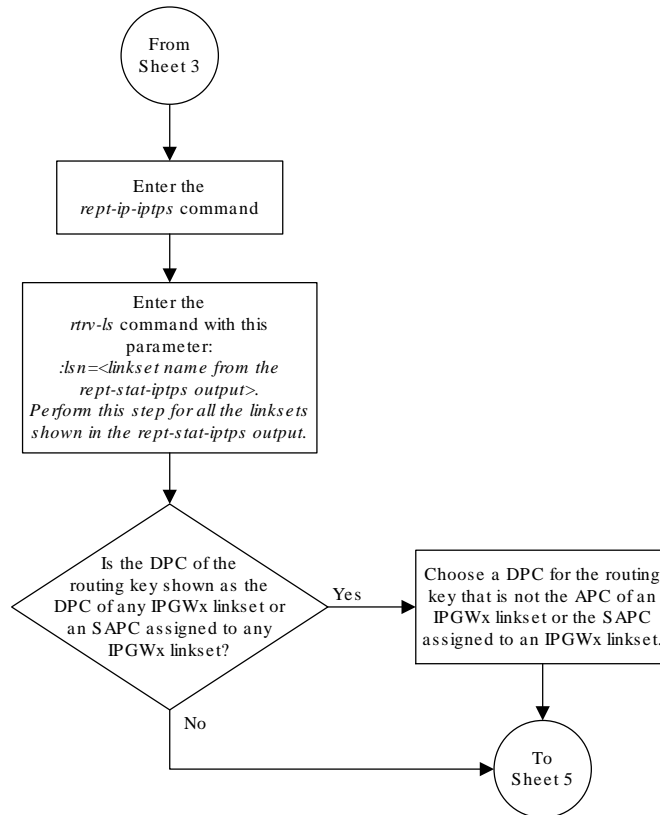 From
Sheet 3
Enter the
rept-ip-iptps command
Enter the
rtrv-ls command with this
parameter:
:lsn=<linkset name from the
rept-stat-iptps output>.
Perform this step for all the linksets
shown in the rept-stat-iptps output.
Is the DPC of the
routing key shown as the
DPC of any IPGWx linkset or
an SAPC assigned to any
IPGWx linkset?
Yes
Choose a DPC for the routing
key that is not the APC of an
IPGWx linkset or the SAPC
assigned to an IPGWx linkset.
No
To
Sheet 5